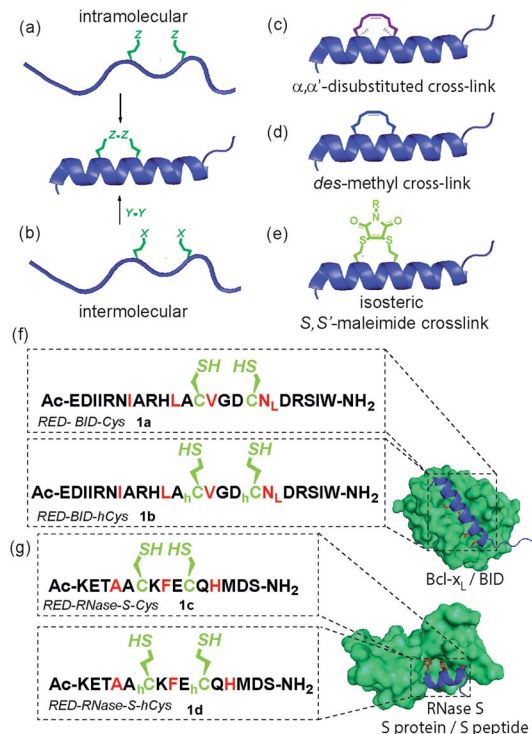 (a)
intramolecular
Z Z
Z-Z
Y-Y
(b)
X X
intermolecular
(c)
α,α'-disubstituted cross-link
(d)
des-methyl cross-link
(e)
R
O N O
S S
isosteric
S,S'-maleimide crosslink
(f)
SH HS
Ac-EDIIRNIARHLACVGDCNLDRSIW-NH2
RED- BID-Cys 1a
HS SH
Ac-EDIIRNIARHLAhCVGDhCNLDRSIW-NH2
RED-BID-hCys 1b
Bcl-xL / BID
(g)
SH HS
Ac-KETAACKFECQHMDS-NH2
RED-RNase-S-Cys 1c
HS SH
Ac-KETAAhCKFEhCQHMDS-NH2
RED-RNase-S-hCys 1d
RNase S
S protein / S peptide